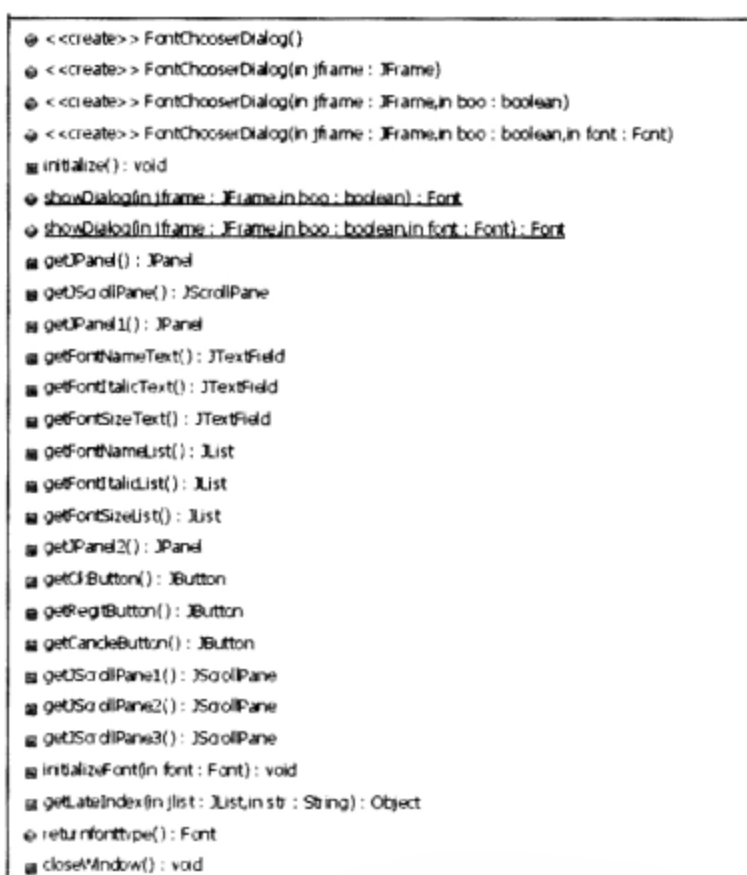 <<create>> FontChooserDialog()
<<create>> FontChooserDialog(in jframe : JFrame)
<<create>> FontChooserDialog(in jframe : JFrame,in boo : boolean)
<<create>> FontChooserDialog(in jframe : JFrame,in boo : boolean,in font : Font)
initialize() : void
showDialog(in jframe : JFrame,in boo : boolean) : Font
showDialog(in jframe : JFrame,in boo : boolean,in font : Font) : Font
getJPanel() : JPanel
getJScrollPane() : JScrollPane
getJPanel1() : JPanel
getFontNameText() : JTextField
getFontItalicText() : JTextField
getFontSizeText() : JTextField
getFontNameList() : JList
getFontItalicList() : JList
getFontSizeList() : JList
getJPanel2() : JPanel
getOkButton() : JButton
getRegitButton() : JButton
getCancleButton() : JButton
getJScrollPane1() : JScrollPane
getJScrollPane2() : JScrollPane
getJScrollPane3() : JScrollPane
initializeFont(in font : Font) : void
getLateIndex(in jlist : JList,in str : String) : Object
returnfonttype() : Font
closeWindow() : void